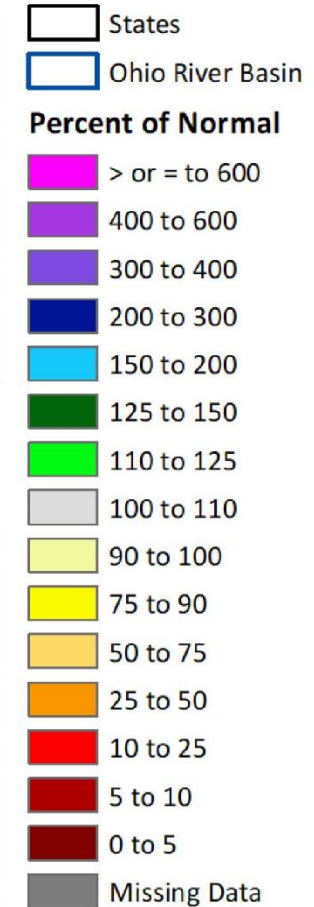 States
Ohio River Basin
Percent of Normal
> or = to 600
400 to 600
300 to 400
200 to 300
150 to 200
125 to 150
110 to 125
100 to 110
90 to 100
75 to 90
50 to 75
25 to 50
10 to 25
5 to 10
0 to 5
Missing Data